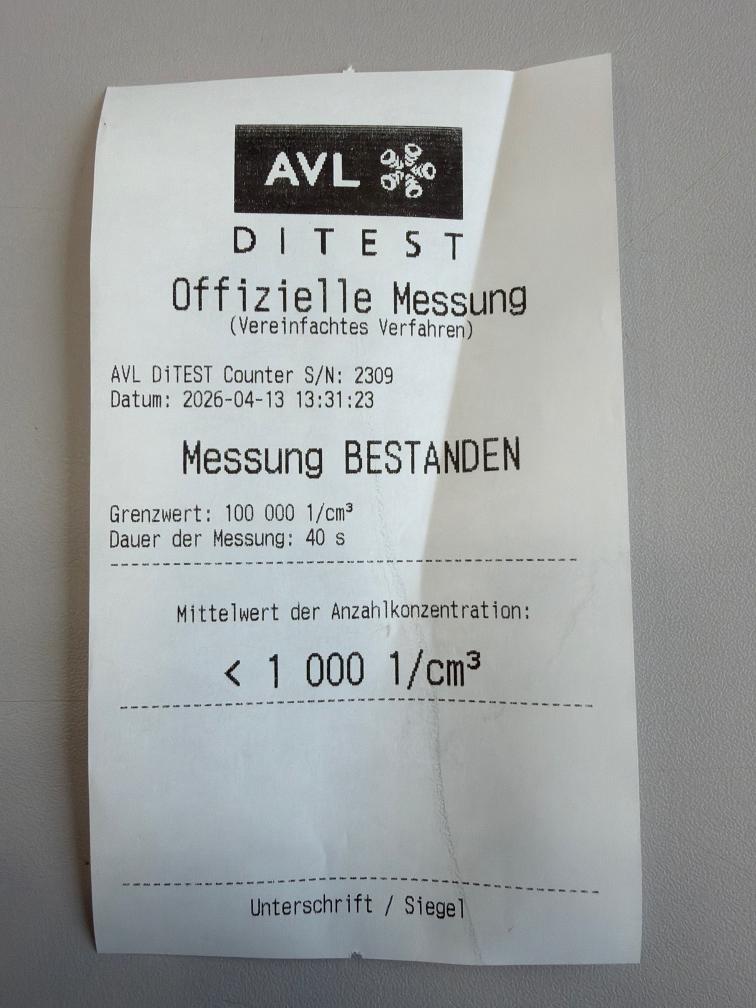 AVL
DITEST
Offizielle Messung
(Vereinfachtes Verfahren)
AVL DiTEST Counter S/N: 2309
Datum: 2026-04-13 13:31:23
Messung BESTANDEN
Grenzwert: 100 000 1/cm³
Dauer der Messung: 40 s
Mittelwert der Anzahlkonzentration:
< 1 000 1/cm³
Unterschrift / Siegel